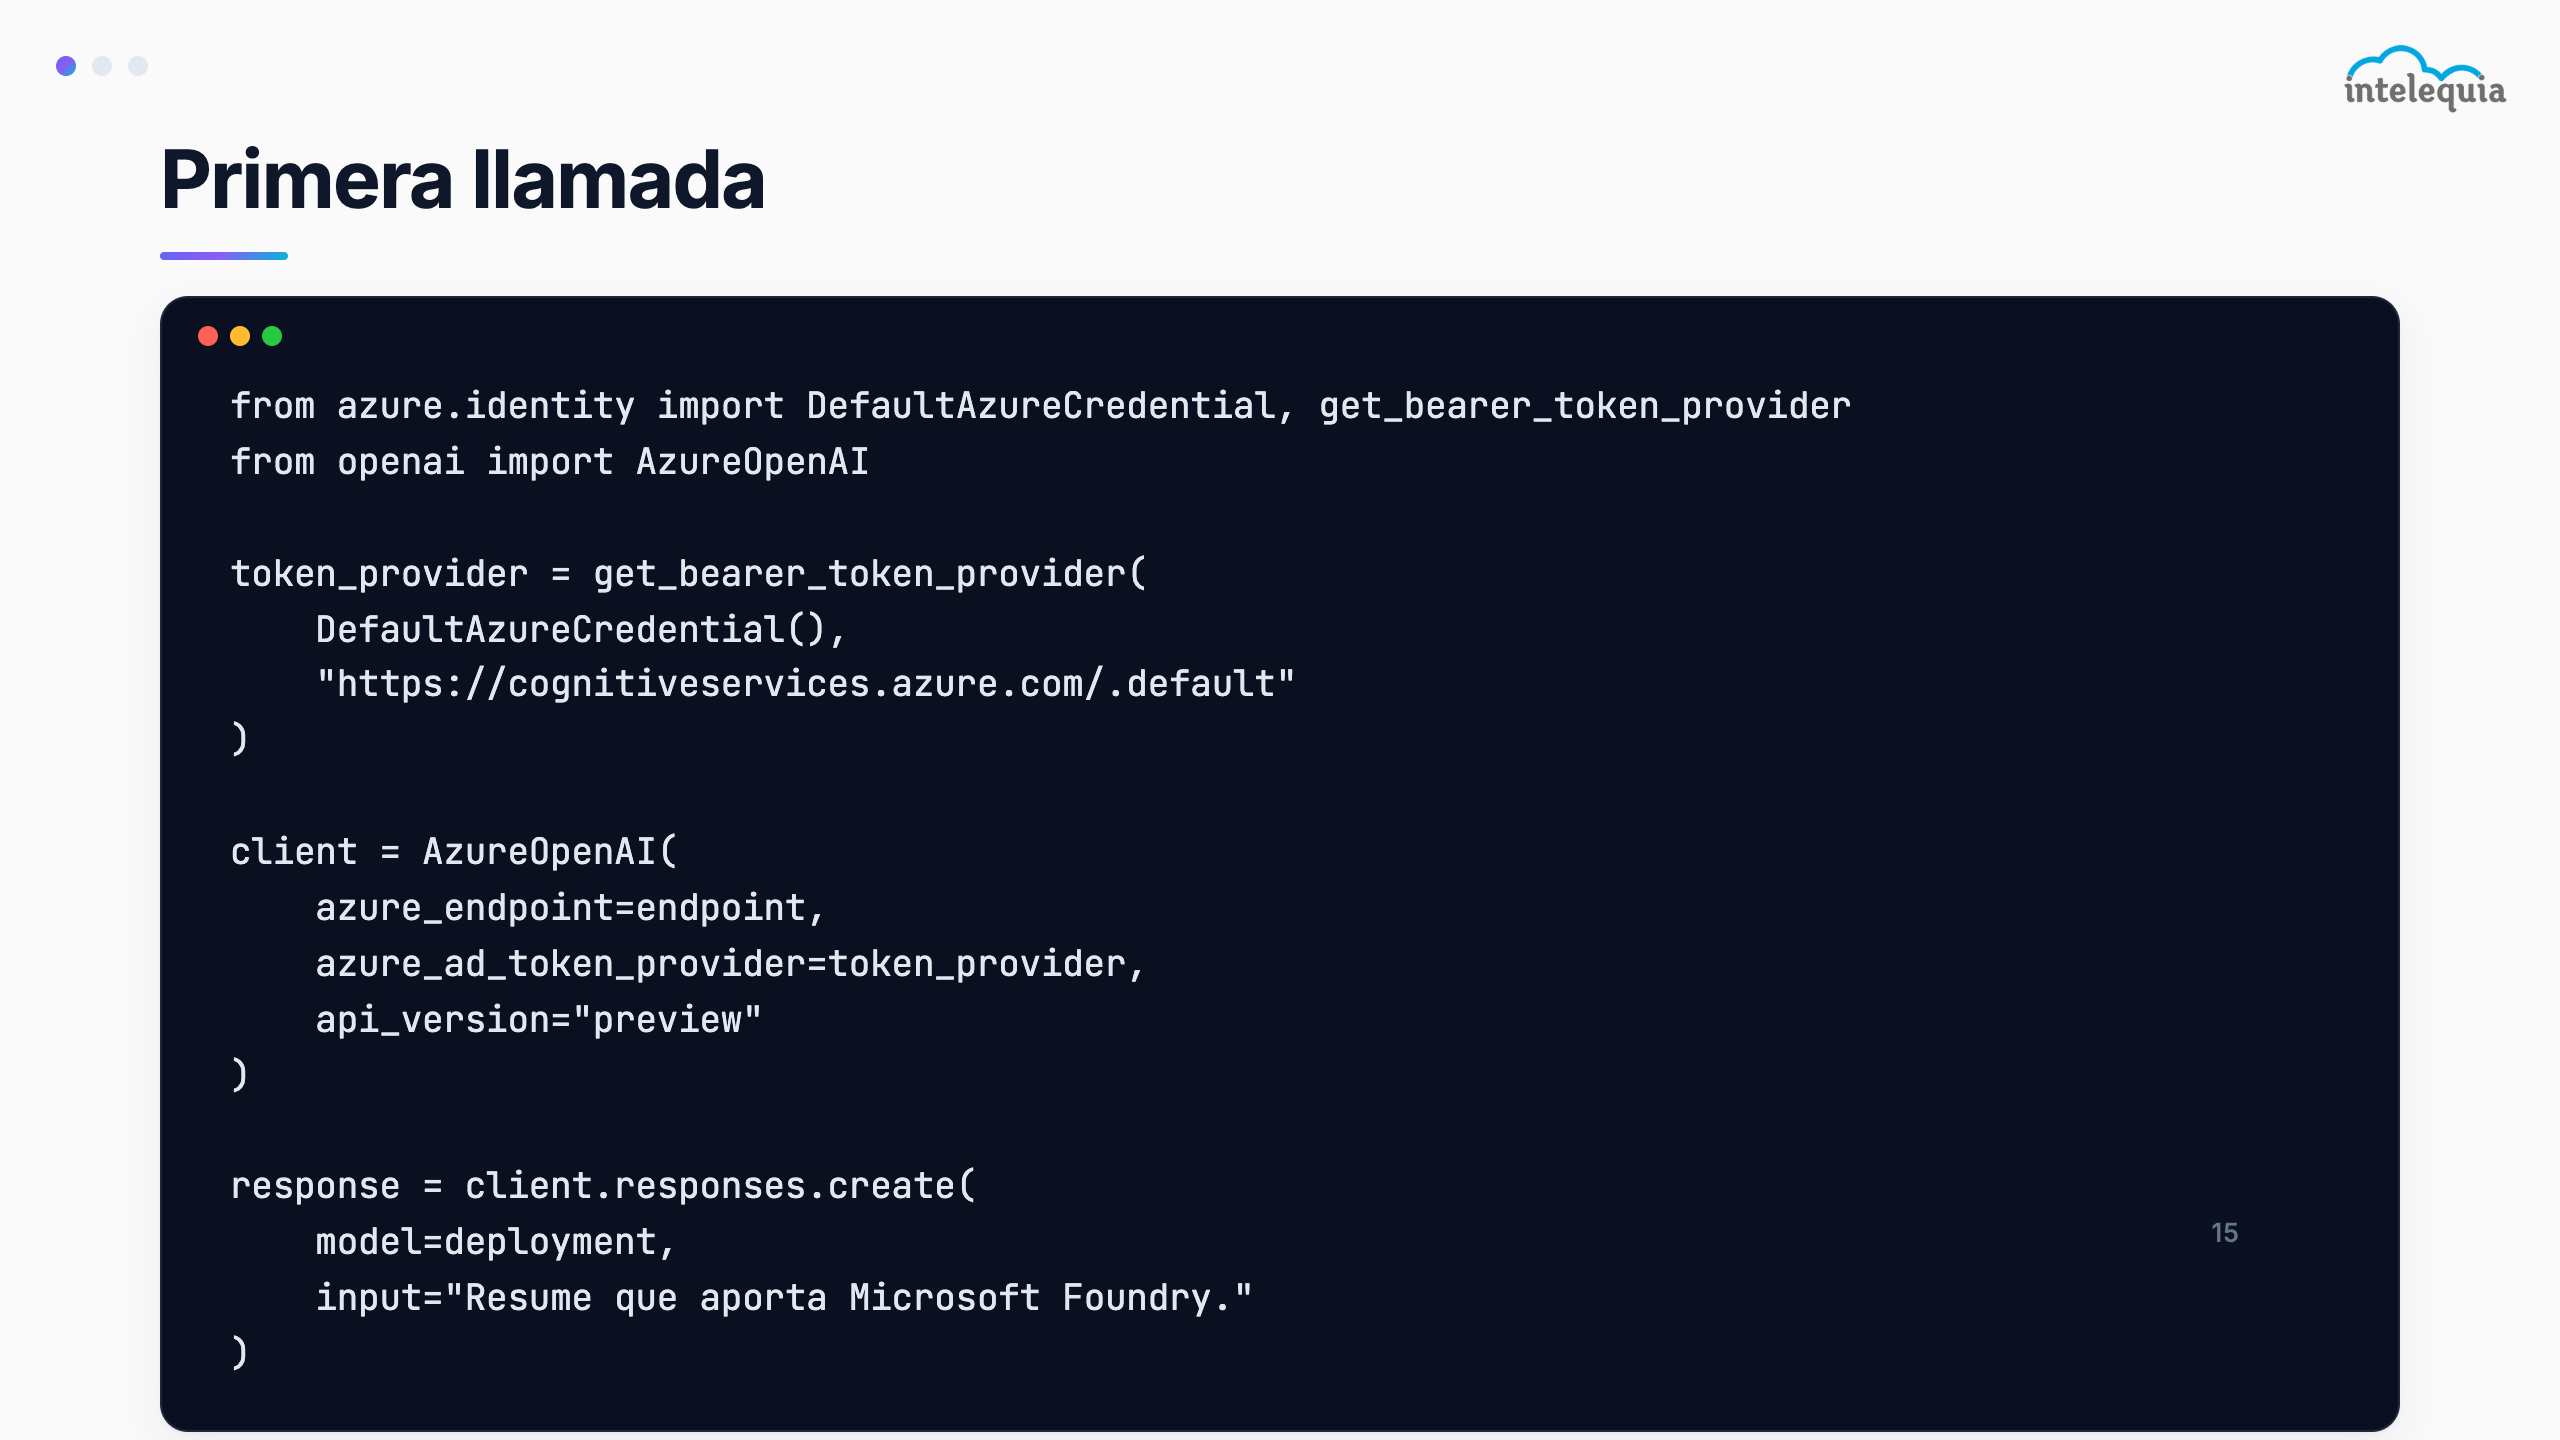 intelequia
Primera llamada
from azure.identity import DefaultAzureCredential, get_bearer_token_provider
from openai import AzureOpenAI
token_provider = get_bearer_token_provider(
    DefaultAzureCredential(),
    "https://cognitiveservices.azure.com/.default"
)
client = AzureOpenAI(
    azure_endpoint=endpoint,
    azure_ad_token_provider=token_provider,
    api_version="preview"
)
response = client.responses.create(
    model=deployment,
    input="Resume que aporta Microsoft Foundry."
)
15